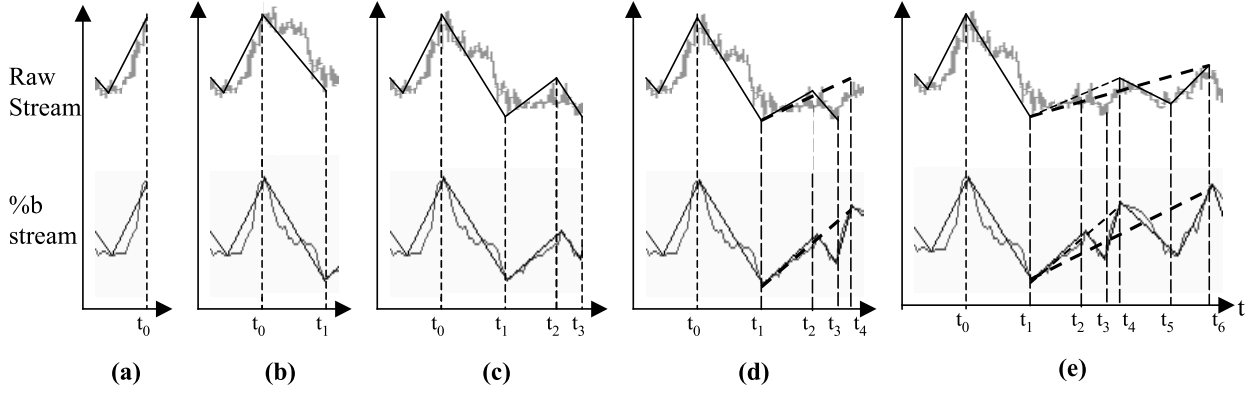 Raw
Stream
%b
stream
t0
t0 t1
t0 t1 t2 t3
t0 t1 t2 t3 t4
t0 t1 t2 t3 t4 t5 t6 t
(a) (b) (c) (d) (e)